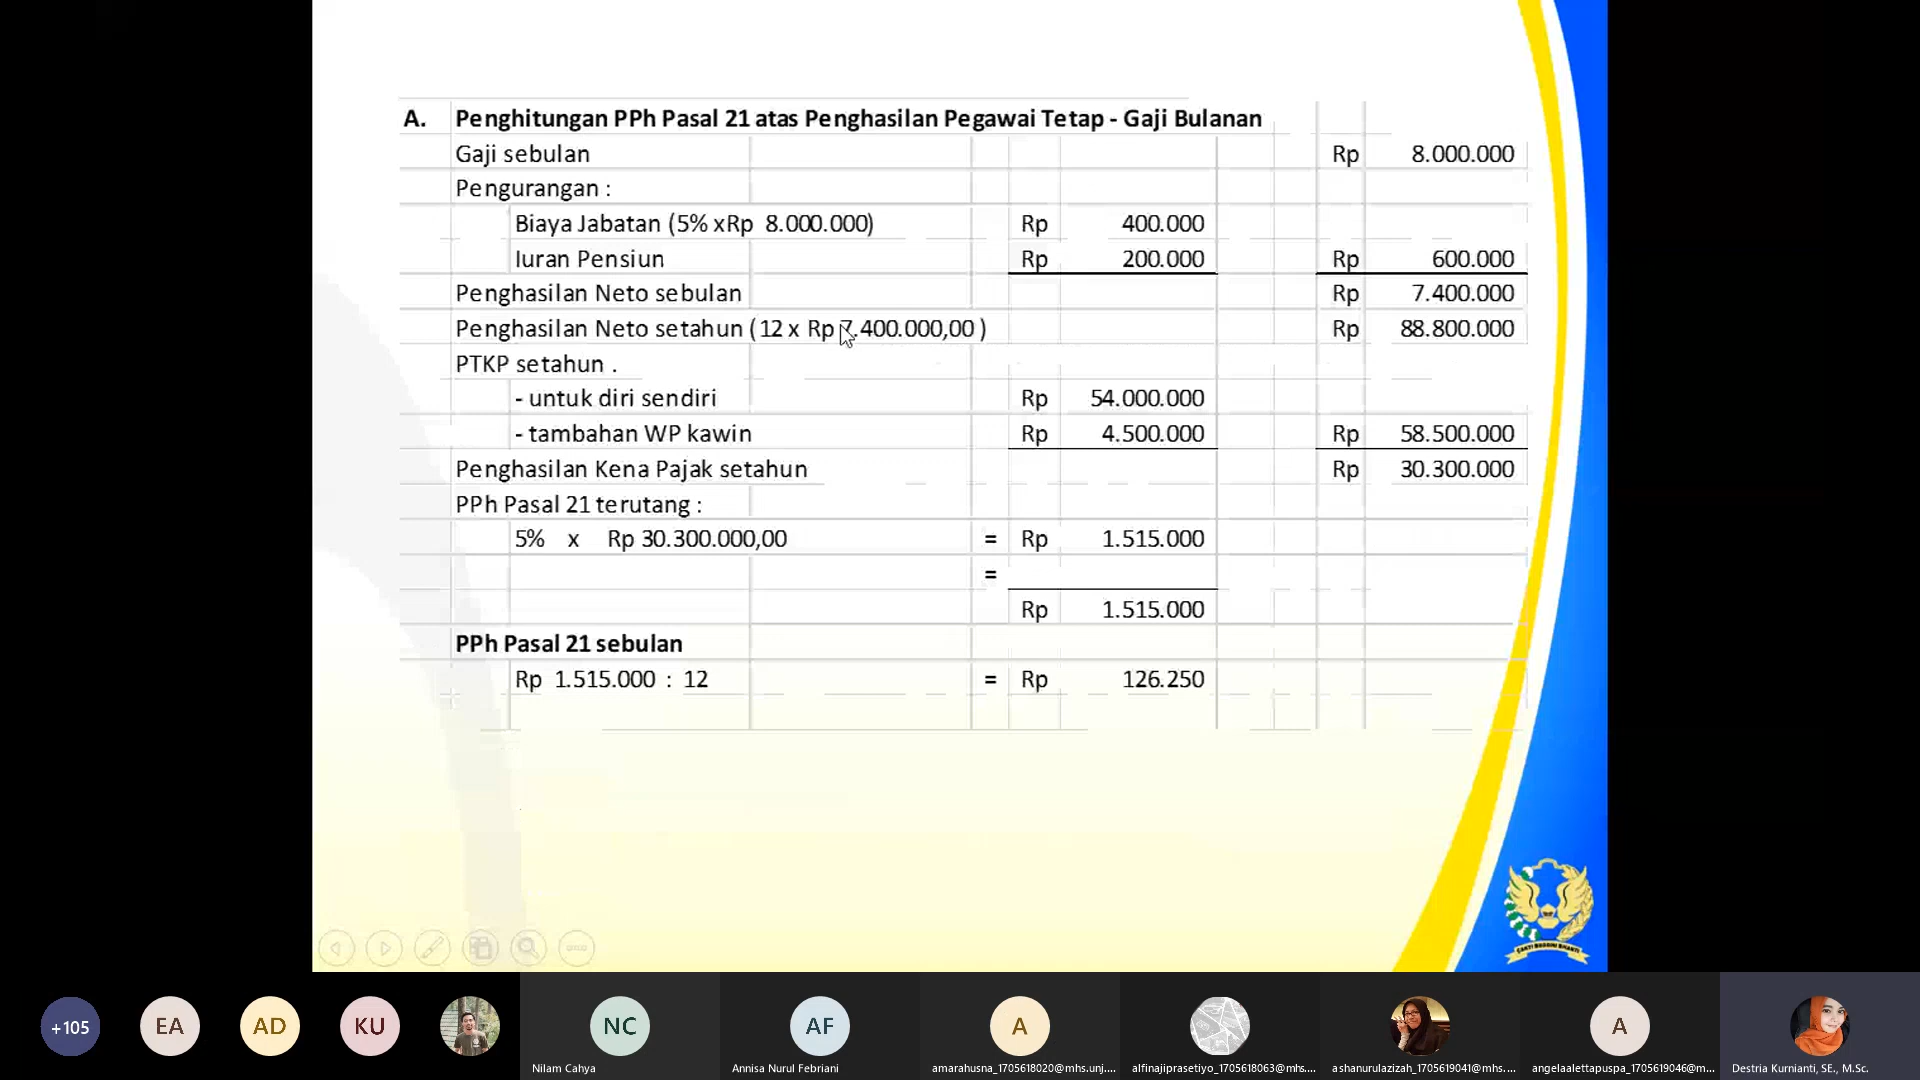 A. Penghitungan PPh Pasal 21 atas Penghasilan Pegawai Tetap - Gaji Bulanan
Gaji sebulan Rp 8.000.000
Pengurangan :
Biaya Jabatan (5% xRp 8.000.000) Rp 400.000
Iuran Pensiun Rp 200.000 Rp 600.000
Penghasilan Neto sebulan Rp 7.400.000
Penghasilan Neto setahun ( 12 x Rp 7.400.000,00 ) Rp 88.800.000
PTKP setahun .
- untuk diri sendiri Rp 54.000.000
- tambahan WP kawin Rp 4.500.000 Rp 58.500.000
Penghasilan Kena Pajak setahun Rp 30.300.000
PPh Pasal 21 terutang :
5% x Rp 30.300.000,00 = Rp 1.515.000
=
Rp 1.515.000
PPh Pasal 21 sebulan
Rp 1.515.000 : 12 = Rp 126.250
+105
EA
AD
KU
NC
AF
A
A
Nilam Cahya
Annisa Nurul Febriani
amarahusna_1705618020@mhs.unj....
alfinajiprasetiyo_1705618063@mhs....
ashanurulazizah_1705619041@mhs....
angelaalettapuspa_1705619046@m...
Destria Kurnianti, SE., M.Sc.